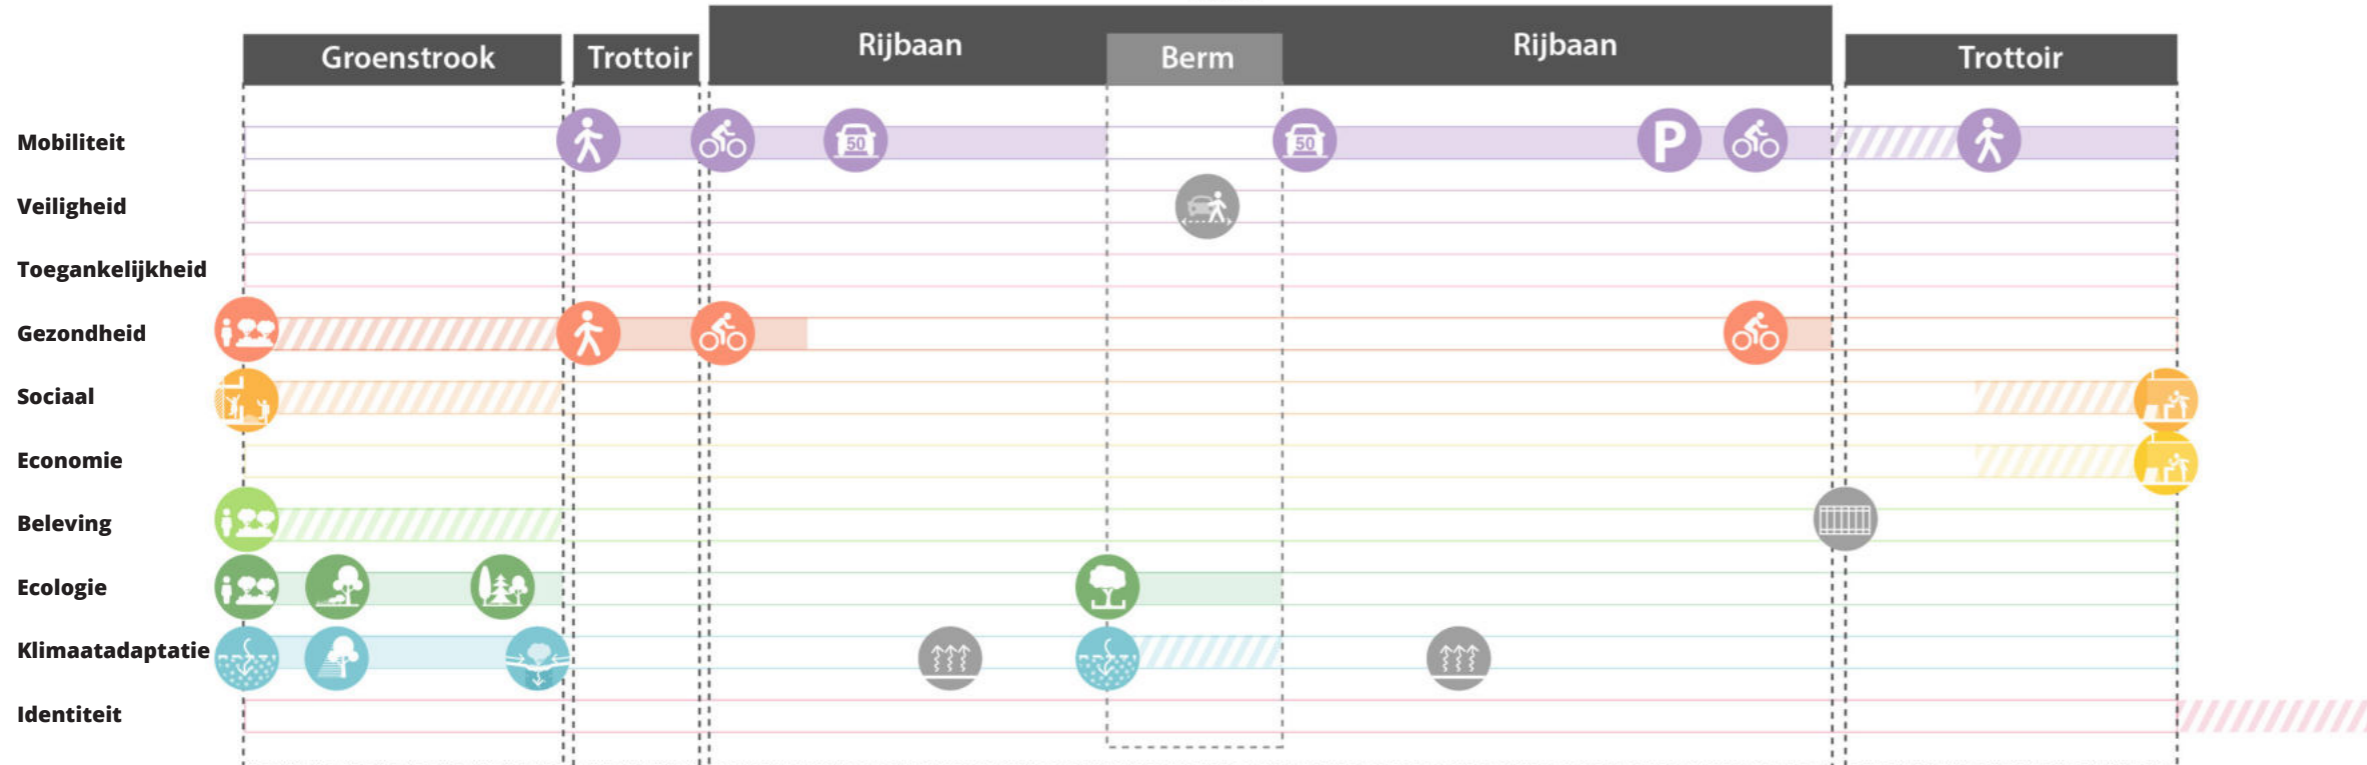 Groenstrook
Trottoir
Rijbaan
Berm
Rijbaan
Trottoir
Mobiliteit
50
50
P
Veiligheid
Toegankelijkheid
Gezondheid
Sociaal
Economie
Beleving
Ecologie
Klimaatadaptatie
Identiteit